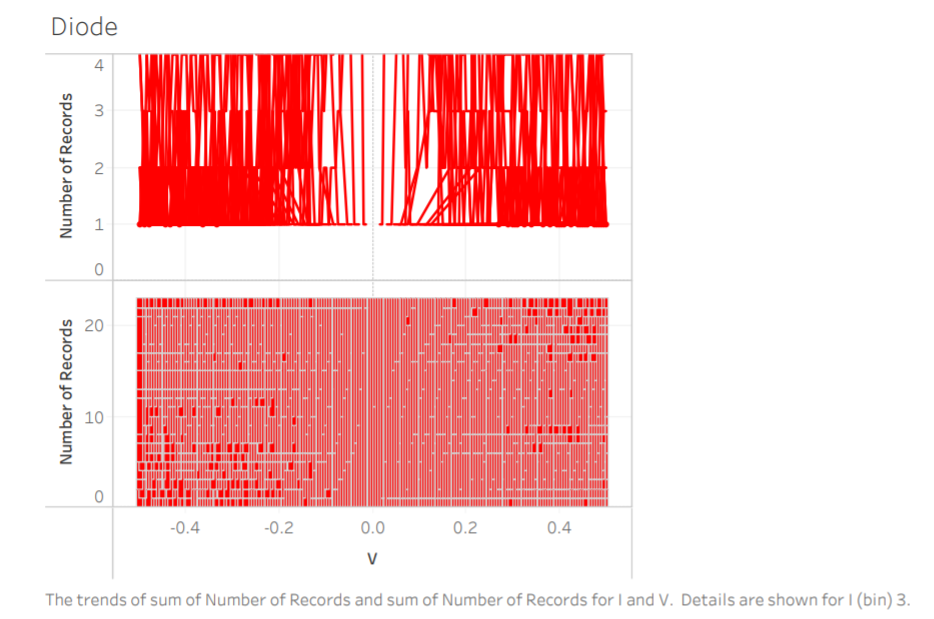 Diode
4
3
2
1
0
Number of Records
20
10
0
Number of Records
-0.4 -0.2 0.0 0.2 0.4
V
The trends of sum of Number of Records and sum of Number of Records for I and V. Details are shown for I (bin) 3.